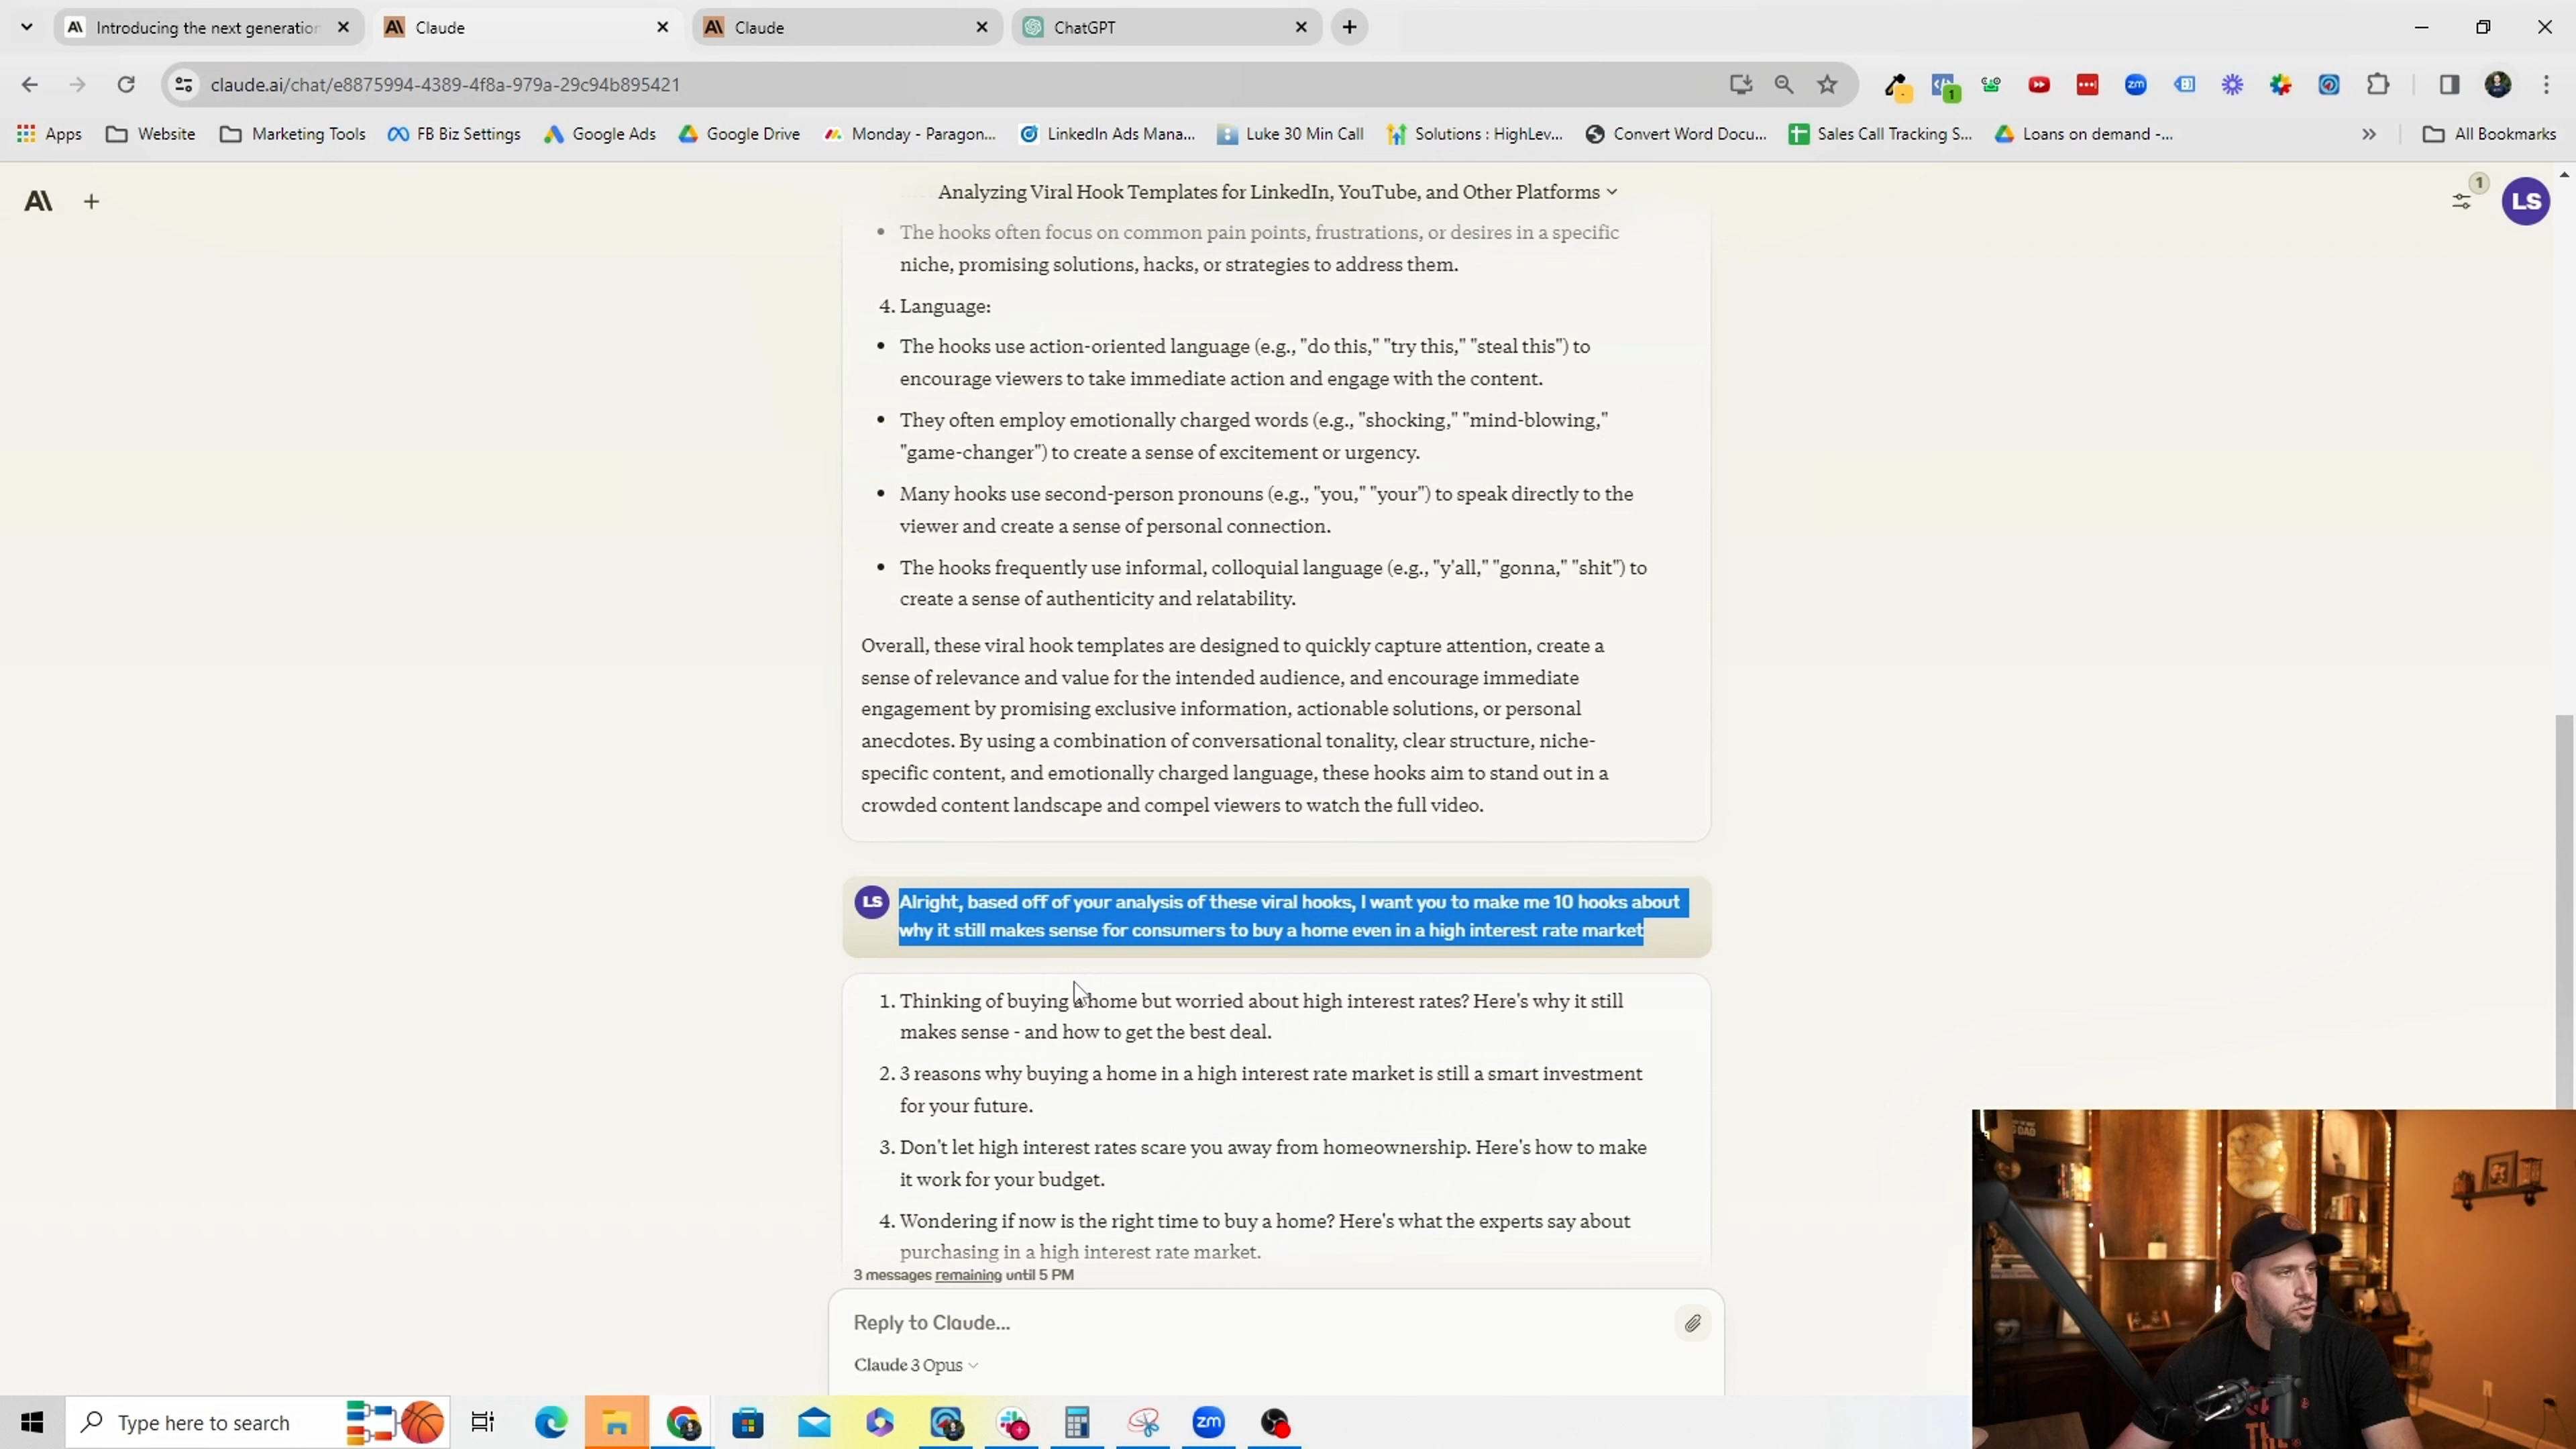 Introducing the next generation
Claude
Claude
ChatGPT
claude.ai/chat/e8875994-4389-4f8a-979a-29c94b895421
1
zm
Apps
Website
Marketing Tools
FB Biz Settings
Google Ads
Google Drive
Monday - Paragon...
LinkedIn Ads Mana...
Luke 30 Min Call
Solutions : HighLev...
Convert Word Docu...
Sales Call Tracking S...
Loans on demand -...
All Bookmarks
Analyzing Viral Hook Templates for LinkedIn, YouTube, and Other Platforms
1
LS
• The hooks often focus on common pain points, frustrations, or desires in a specific
niche, promising solutions, hacks, or strategies to address them.
4. Language:
• The hooks use action-oriented language (e.g., "do this," "try this," "steal this") to
encourage viewers to take immediate action and engage with the content.
• They often employ emotionally charged words (e.g., "shocking," "mind-blowing,"
"game-changer") to create a sense of excitement or urgency.
• Many hooks use second-person pronouns (e.g., "you," "your") to speak directly to the
viewer and create a sense of personal connection.
• The hooks frequently use informal, colloquial language (e.g., "y'all," "gonna," "shit") to
create a sense of authenticity and relatability.
Overall, these viral hook templates are designed to quickly capture attention, create a
sense of relevance and value for the intended audience, and encourage immediate
engagement by promising exclusive information, actionable solutions, or personal
anecdotes. By using a combination of conversational tonality, clear structure, niche-
specific content, and emotionally charged language, these hooks aim to stand out in a
crowded content landscape and compel viewers to watch the full video.
LS
Alright, based off of your analysis of these viral hooks, I want you to make me 10 hooks about
why it still makes sense for consumers to buy a home even in a high interest rate market
1. Thinking of buying a home but worried about high interest rates? Here's why it still
makes sense - and how to get the best deal.
2. 3 reasons why buying a home in a high interest rate market is still a smart investment
for your future.
3. Don't let high interest rates scare you away from homeownership. Here's how to make
it work for your budget.
4. Wondering if now is the right time to buy a home? Here's what the experts say about
purchasing in a high interest rate market.
3 messages remaining until 5 PM
Reply to Claude...
Claude 3 Opus
Type here to search
zm